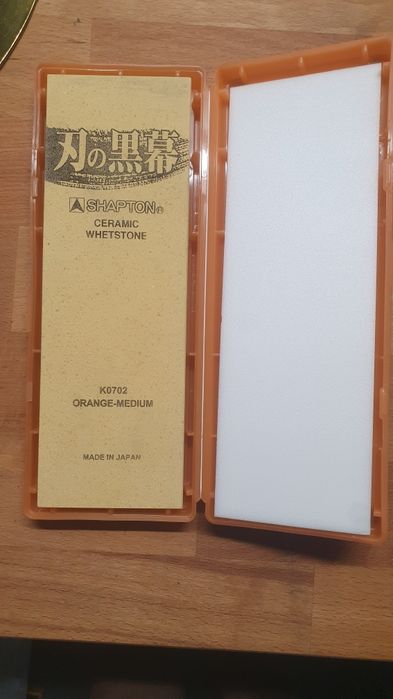 刃の黒幕
SHAPTON®
CERAMIC
WHETSTONE
K0702
ORANGE-MEDIUM
MADE IN JAPAN